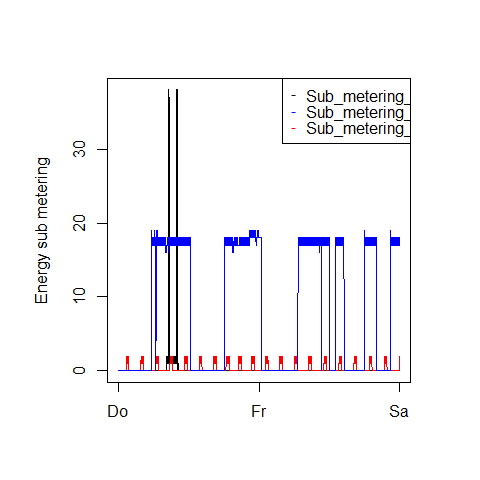 Sub_metering_
Sub_metering_
Sub_metering_
Energy sub metering
30
20
10
0
Do Fr Sa